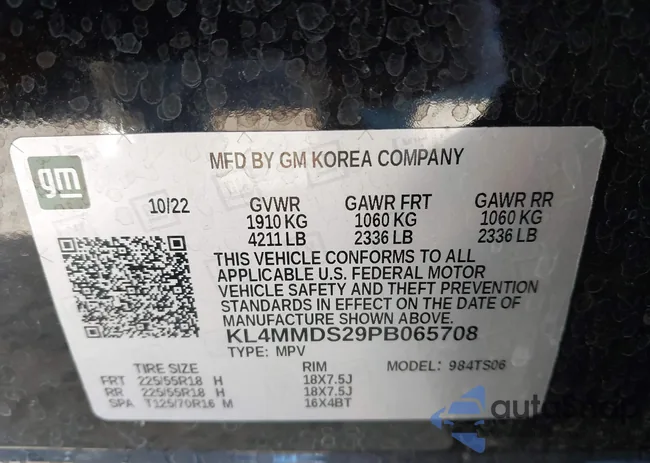 MFD BY GM KOREA COMPANY
gm
10/22 GVWR GAWR FRT GAWR RR
1910 KG 1060 KG 1060 KG
4211 LB 2336 LB 2336 LB
THIS VEHICLE CONFORMS TO ALL
APPLICABLE U.S. FEDERAL MOTOR
VEHICLE SAFETY AND THEFT PREVENTION
STANDARDS IN EFFECT ON THE DATE OF
MANUFACTURE SHOWN ABOVE.
KL4MMDS29PB065708
TYPE: MPV MODEL: 984TS06
TIRE SIZE RIM
FRT 225/55R18 H 18X7.5J
RR 225/55R18 H 18X7.5J
SPA T125/70R16 M 16X4BT
autoshop